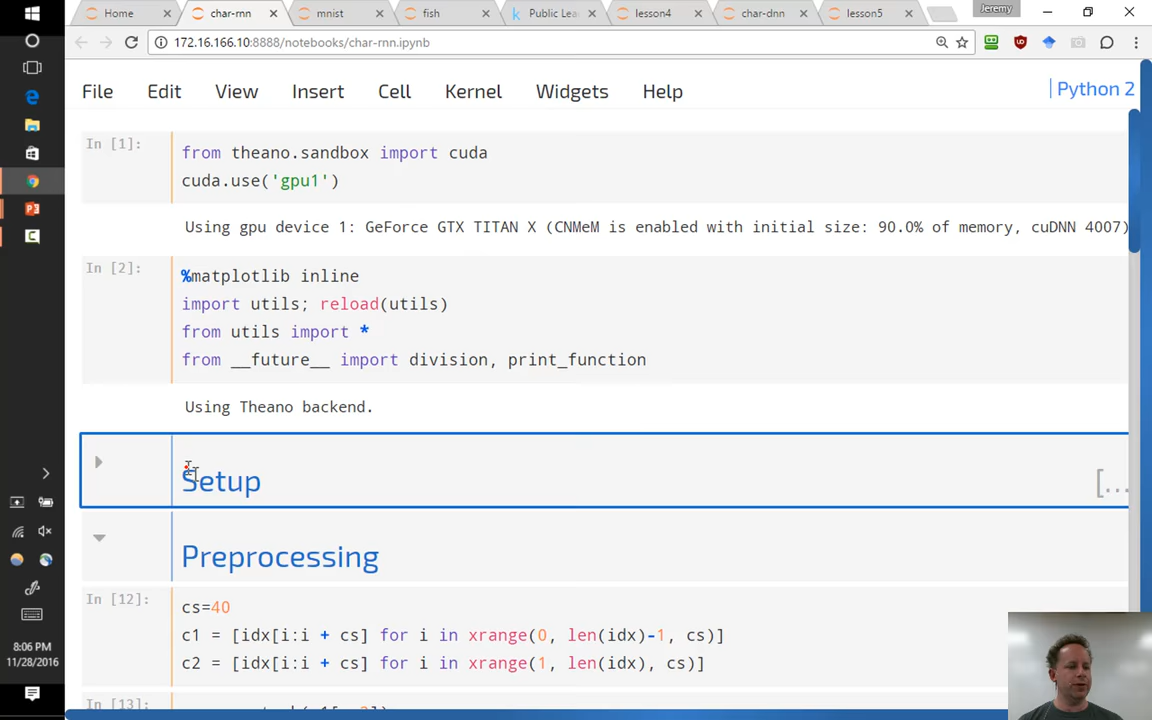 Home
char-rnn
mnist
fish
Public Lea
lesson4
char-dnn
lesson5
Jeremy
172.16.166.10:8888/notebooks/char-rnn.ipynb
File Edit View Insert Cell Kernel Widgets Help
Python 2
In [1]:
from theano.sandbox import cuda
cuda.use('gpu1')
Using gpu device 1: GeForce GTX TITAN X (CNMeM is enabled with initial size: 90.0% of memory, cuDNN 4007)
In [2]:
%matplotlib inline
import utils; reload(utils)
from utils import *
from __future__ import division, print_function
Using Theano backend.
Setup
[...
Preprocessing
In [12]:
cs=40
c1 = [idx[i:i + cs] for i in xrange(0, len(idx)-1, cs)]
c2 = [idx[i:i + cs] for i in xrange(1, len(idx), cs)]
In [13]:
8:06 PM
11/28/2016